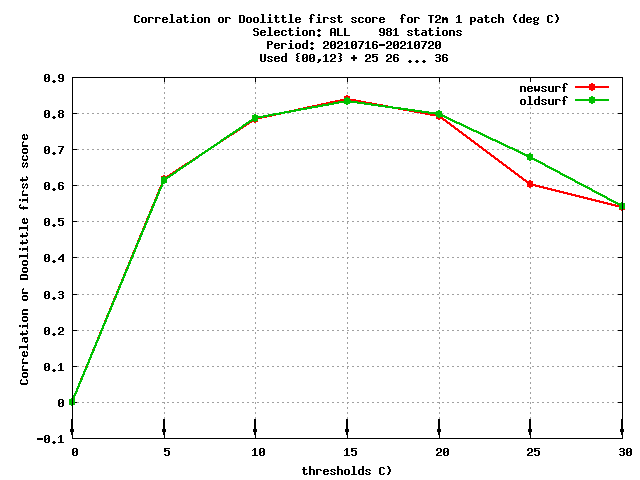 Correlation or Doolittle first score  for T2m 1 patch (deg C)
Selection: ALL    981 stations
Period: 20210716-20210720
Used {00,12} + 25 26 ... 36
newsurf
oldsurf
Correlation or Doolittle first score
0.9
0.8
0.7
0.6
0.5
0.4
0.3
0.2
0.1
0
-0.1
0 5 10 15 20 25 30
thresholds C)